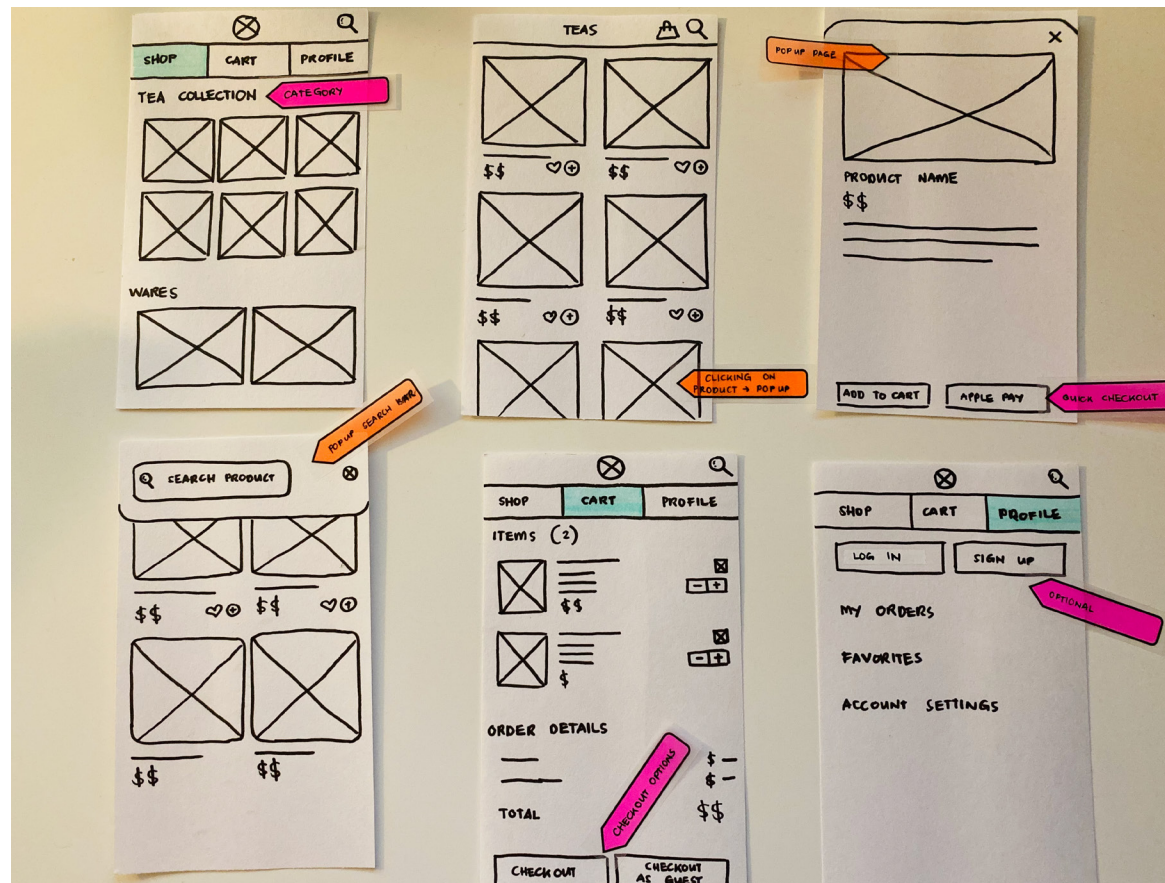 SHOP
CART
PROFILE
TEA COLLECTION
CATEGORY
WARES
TEAS
$$
$$
$$
$$
CLICKING ON
PRODUCT → POP UP
POP UP PAGE
X
PRODUCT NAME
$$
ADD TO CART
APPLE PAY
QUICK CHECKOUT
POP UP SEARCH
SEARCH PRODUCT
$$
$$
$$
$$
SHOP
CART
PROFILE
ITEMS (2)
$$
- +
$
- +
ORDER DETAILS
$ -
$ -
TOTAL
$$
CHECKOUT OPTIONS
CHECK OUT
CHECKOUT
AS GUEST
SHOP
CART
PROFILE
LOG IN
SIGN UP
OPTIONAL
MY ORDERS
FAVORITES
ACCOUNT SETTINGS